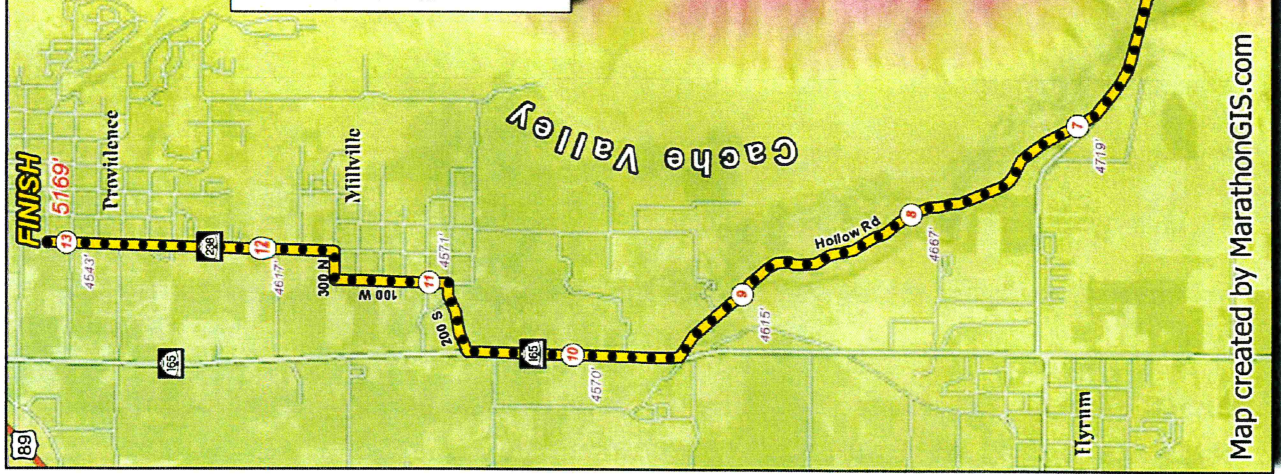 FINISH
5169'
13
4543'
Providence
238
12
4617'
300 N
100 W
Millville
11
4571'
200 S
165
165
10
4570'
89
Cache Valley
9
4615'
Hollow Rd
8
4667'
7
4719'
Hyrum
Map created by MarathonGIS.com